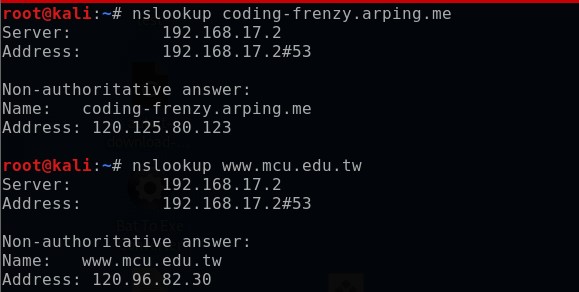 root@kali:~# nslookup coding-frenzy.arping.me
Server:         192.168.17.2
Address:        192.168.17.2#53
Non-authoritative answer:
Name:   coding-frenzy.arping.me
Address: 120.125.80.123
root@kali:~# nslookup www.mcu.edu.tw
Server:         192.168.17.2
Address:        192.168.17.2#53
Non-authoritative answer:
Name:   www.mcu.edu.tw
Address: 120.96.82.30